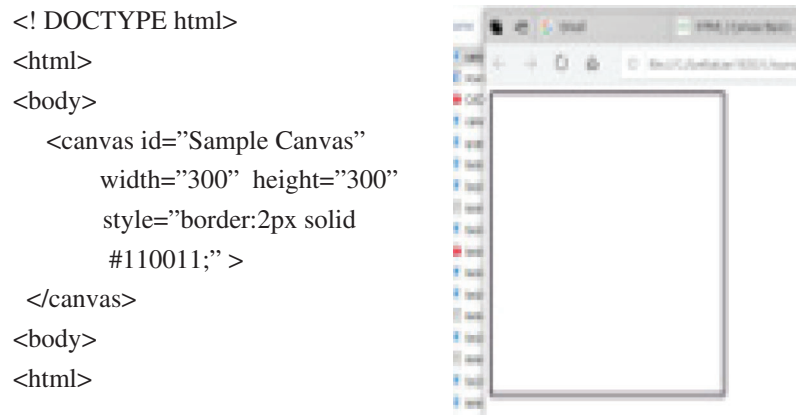 <! DOCTYPE html>
<html>
<body>
<canvas id=”Sample Canvas”
width=”300” height=”300”
style=”border:2px solid
#110011;” >
</canvas>
<body>
<html>
Gmail